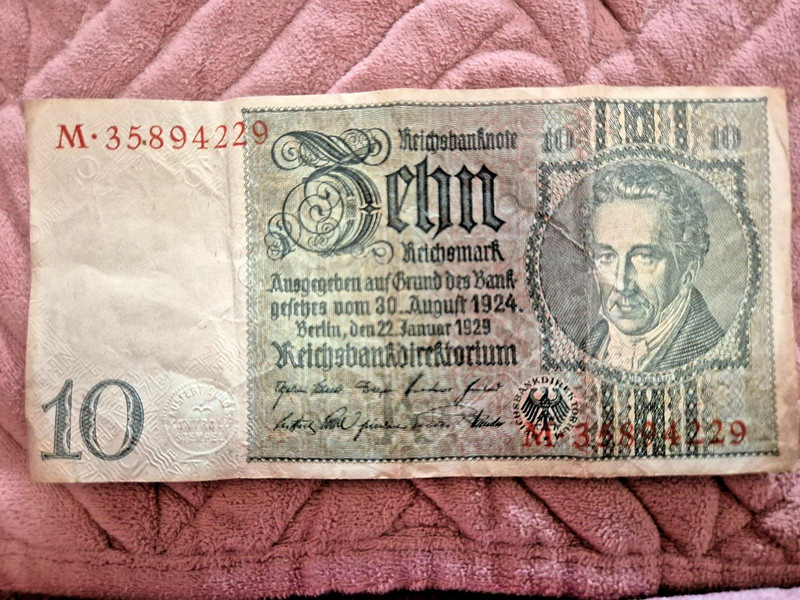 M·35894229
Reichsbanknote
10
10
Zehn
Reichsmark
Ausgegeben auf Grund des Bank-
gesetzes vom 30. August 1924.
Berlin, den 22. Januar 1929
Reichsbankdirektorium
10
REICHSBANKDIREKTORIUM
M·35894229